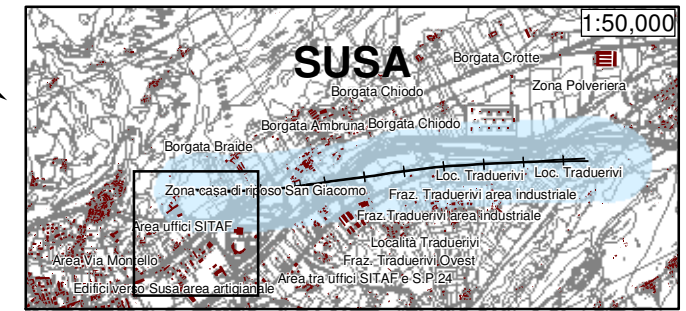 1:50,000
SUSA
Borgata Crotte
Zona Polveriera
Borgata Chiodo
Borgata Ambruna
Borgata Chiodo
Borgata Braide
Loc. Traduerivi
Loc. Traduerivi
Zona casa di riposo San Giacomo
Fraz. Traduerivi area industriale
Fraz. Traduerivi area industriale
Area uffici SITAF
Località Traduerivi
Area Via Montello
Fraz. Traduerivi Ovest
Area tra uffici SITAF e S.P.24
Edifici verso Susa area artigianale